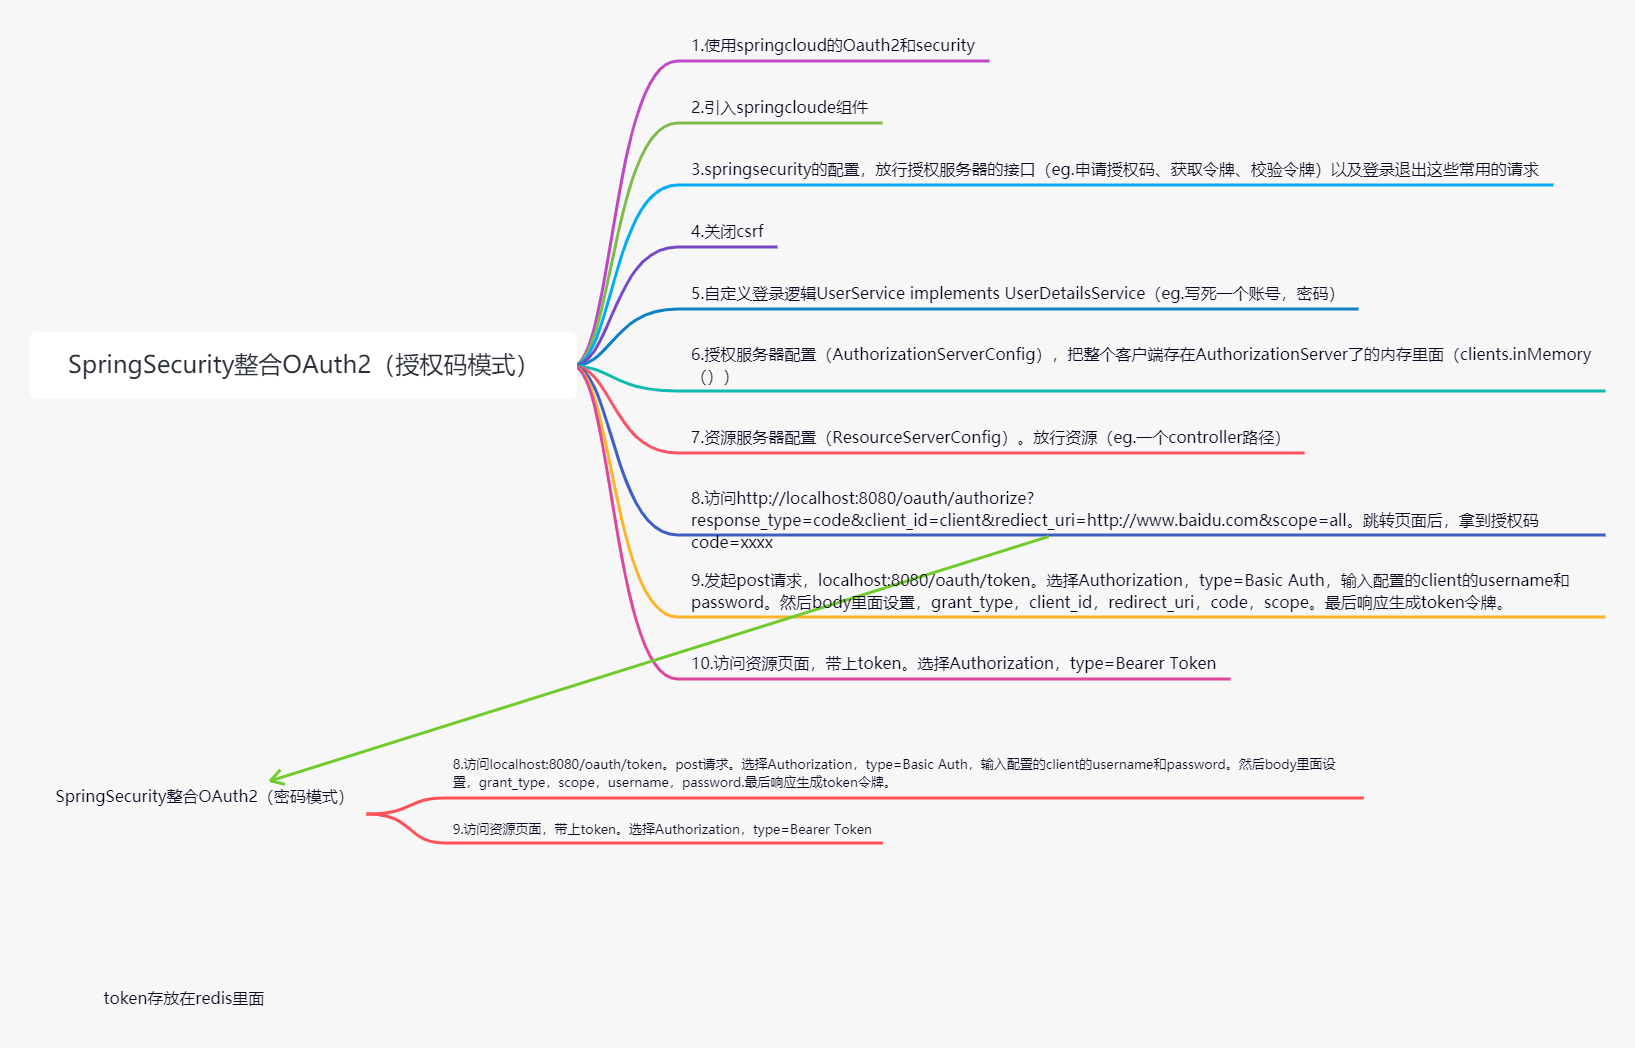 1.使用springcloud的Oauth2和security
2.引入springcloude组件
3.springsecurity的配置，放行授权服务器的接口（eg.申请授权码、获取令牌、校验令牌）以及登录退出这些常用的请求
4.关闭csrf
5.自定义登录逻辑UserService implements UserDetailsService（eg.写死一个账号，密码）
SpringSecurity整合OAuth2（授权码模式）
6.授权服务器配置（AuthorizationServerConfig），把整个客户端存在AuthorizationServer了的内存里面（clients.inMemory
（））
7.资源服务器配置（ResourceServerConfig）。放行资源（eg.一个controller路径）
8.访问http://localhost:8080/oauth/authorize?
response_type=code&client_id=client&rediect_uri=http://www.baidu.com&scope=all。跳转页面后，拿到授权码
code=xxxx
9.发起post请求，localhost:8080/oauth/token。选择Authorization，type=Basic Auth，输入配置的client的username和
password。然后body里面设置，grant_type，client_id，redirect_uri，code，scope。最后响应生成token令牌。
10.访问资源页面，带上token。选择Authorization，type=Bearer Token
SpringSecurity整合OAuth2（密码模式）
8.访问localhost:8080/oauth/token。post请求。选择Authorization，type=Basic Auth，输入配置的client的username和password。然后body里面设
置，grant_type，scope，username，password.最后响应生成token令牌。
9.访问资源页面，带上token。选择Authorization，type=Bearer Token
token存放在redis里面